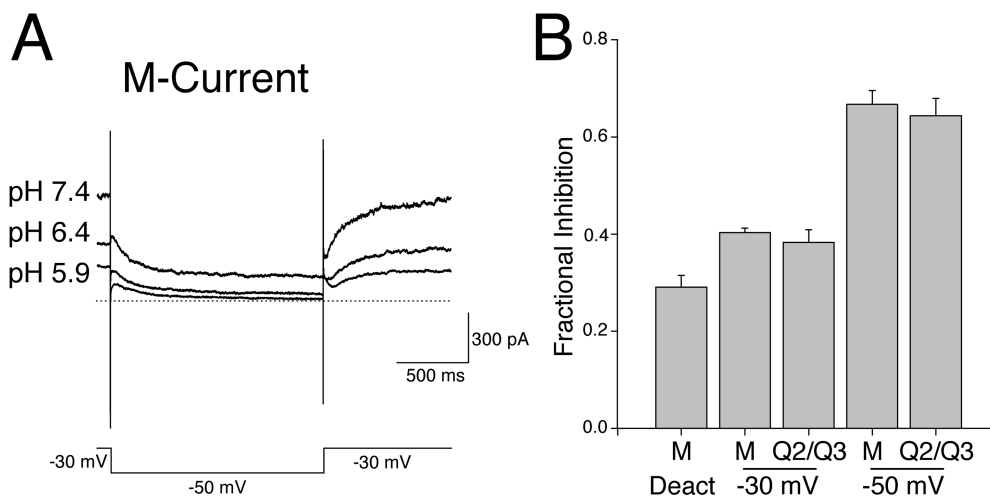 A
M-Current
pH 7.4
pH 6.4
pH 5.9
300 pA
500 ms
-30 mV
-30 mV
-50 mV
B
Fractional Inhibition
0.8
0.6
0.4
0.2
0.0
M M Q2/Q3 M Q2/Q3
Deact -30 mV -50 mV